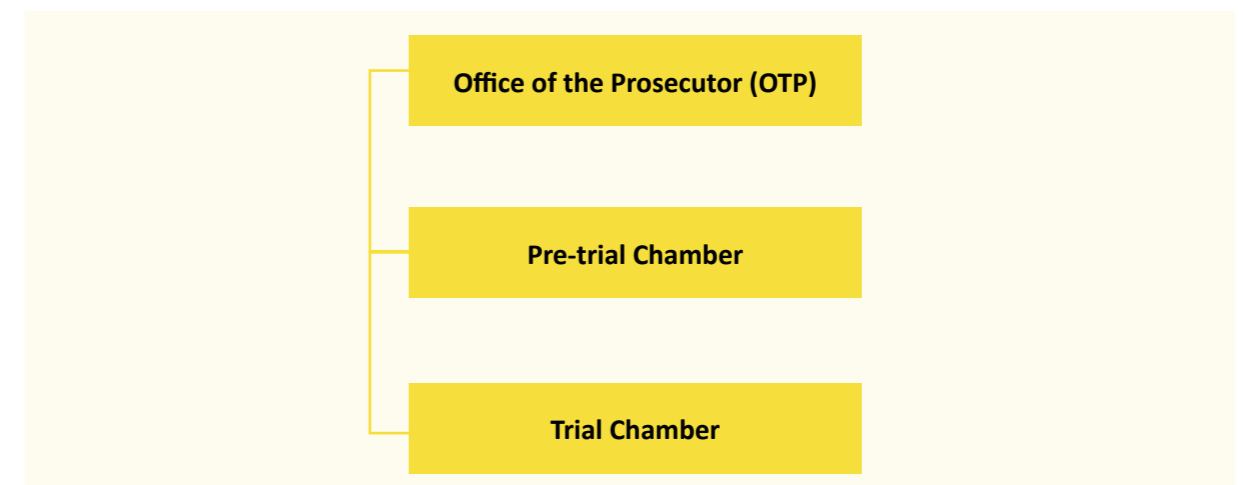 Office of the Prosecutor (OTP)
Pre-trial Chamber
Trial Chamber